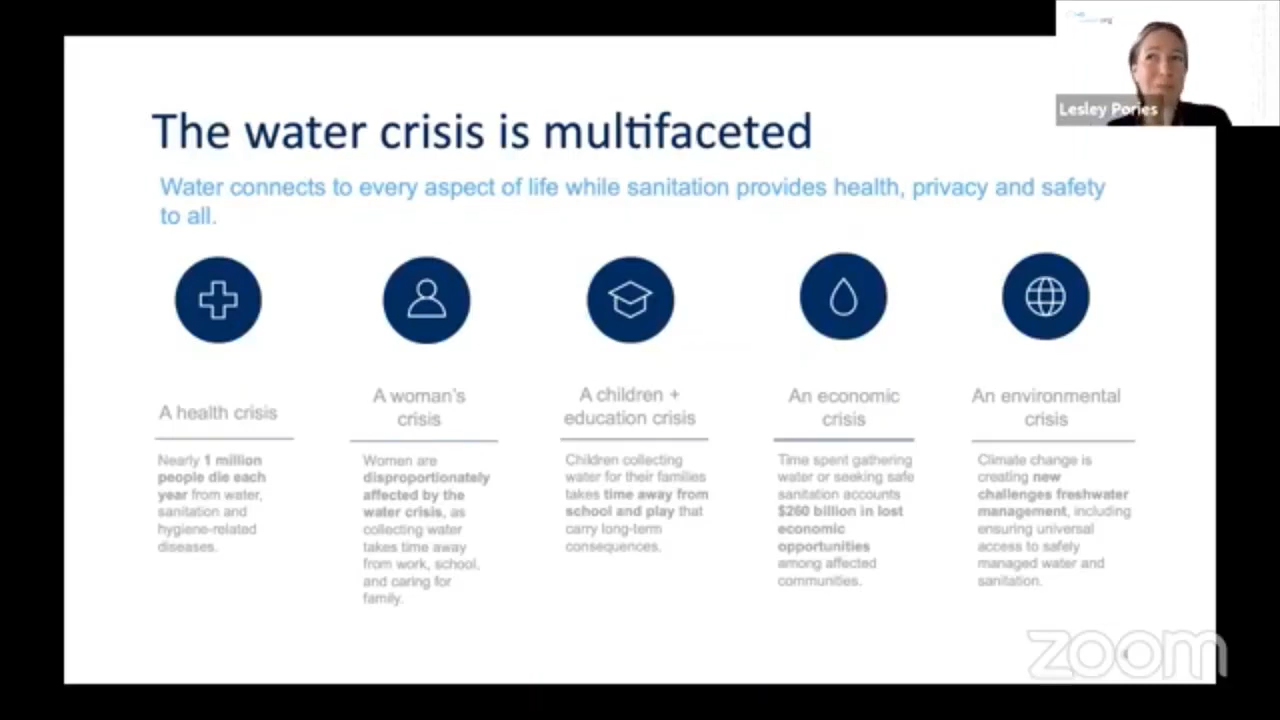 Lesley Pories
The water crisis is multifaceted
Water connects to every aspect of life while sanitation provides health, privacy and safety
to all.
A health crisis
Nearly 1 million
people die each
year from water,
sanitation and
hygiene-related
diseases.
A woman's
crisis
Women are
disproportionately
affected by the
water crisis, as
collecting water
takes time away
from work, school,
and caring for
family.
A children +
education crisis
Children collecting
water for their families
takes time away from
school and play that
carry long-term
consequences.
An economic
crisis
Time spent gathering
water or seeking safe
sanitation accounts
$260 billion in lost
economic
opportunities
among affected
communities.
An environmental
crisis
Climate change is
creating new
challenges freshwater
management, including
ensuring universal
access to safely
managed water and
sanitation.
zoom